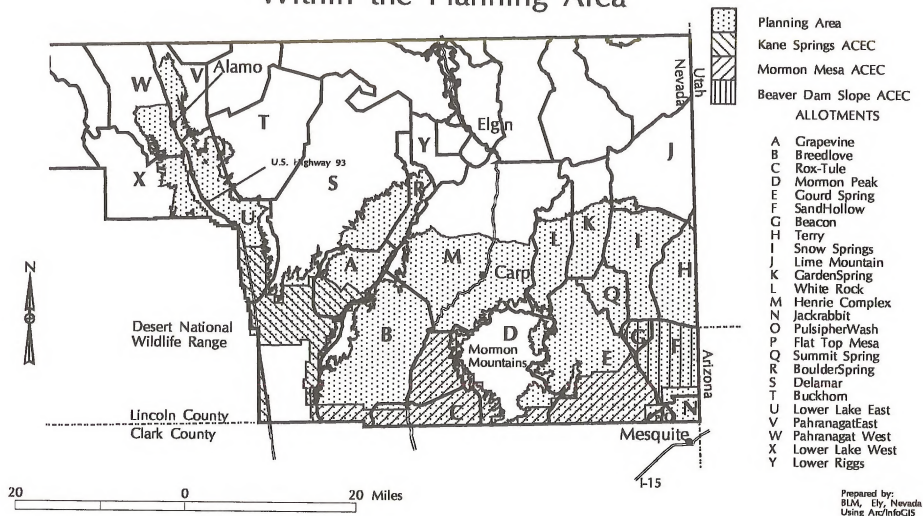 Within the Planning Area
Planning Area
Kane Springs ACEC
Mormon Mesa ACEC
Beaver Dam Slope ACEC
ALLOTMENTS
A Grapevine
B Breedlove
C Rox-Tule
D Mormon Peak
E Gourd Spring
F SandHollow
G Beacon
H Terry
I Snow Springs
J Lime Mountain
K GardenSpring
L White Rock
M Henrie Complex
N Jackrabbit
O PulsipherWash
P Flat Top Mesa
Q Summit Spring
R BoulderSpring
S Delamar
T Buckhorn
U Lower Lake East
V PahranagatEast
W Pahranagat West
X Lower Lake West
Y Lower Riggs
Utah
Nevada
W
V
Alamo
T
Elgin
Y
J
U.S. Highway 93
X
S
R
U
K
L
I
M
A
Carp
H
Q
N
Desert National
Wildlife Range
B
D
Mormon
Mountains
E
G
F
Arizona
C
N
Lincoln County
Clark County
Mesquite
I-15
20 0 20 Miles
Prepared by:
BLM, Ely, Nevada
Using Arc/InfoGIS